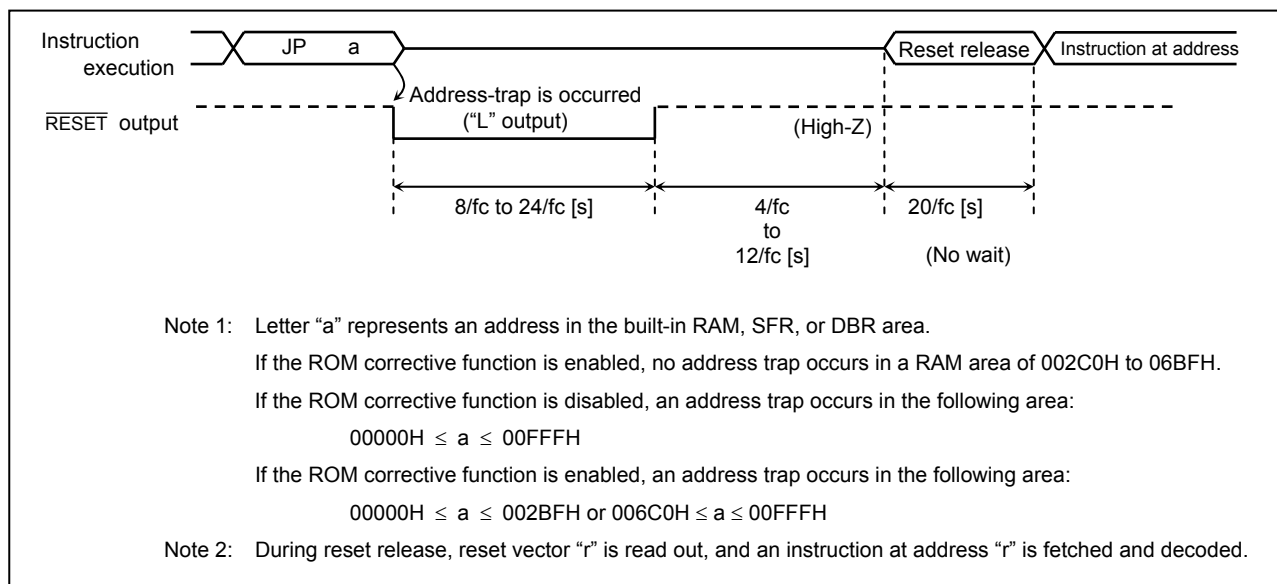 Instruction execution
JP a
Reset release
Instruction at address
Address-trap is occurred
("L" output)
RESET output
(High-Z)
8/fc to 24/fc [s]
4/fc
to
12/fc [s]
20/fc [s]
(No wait)
Note 1: Letter “a” represents an address in the built-in RAM, SFR, or DBR area.
If the ROM corrective function is enabled, no address trap occurs in a RAM area of 002C0H to 06BFH.
If the ROM corrective function is disabled, an address trap occurs in the following area:
00000H ≤ a ≤ 00FFFH
If the ROM corrective function is enabled, an address trap occurs in the following area:
00000H ≤ a ≤ 002BFH or 006C0H ≤ a ≤ 00FFFH
Note 2: During reset release, reset vector “r” is read out, and an instruction at address “r” is fetched and decoded.